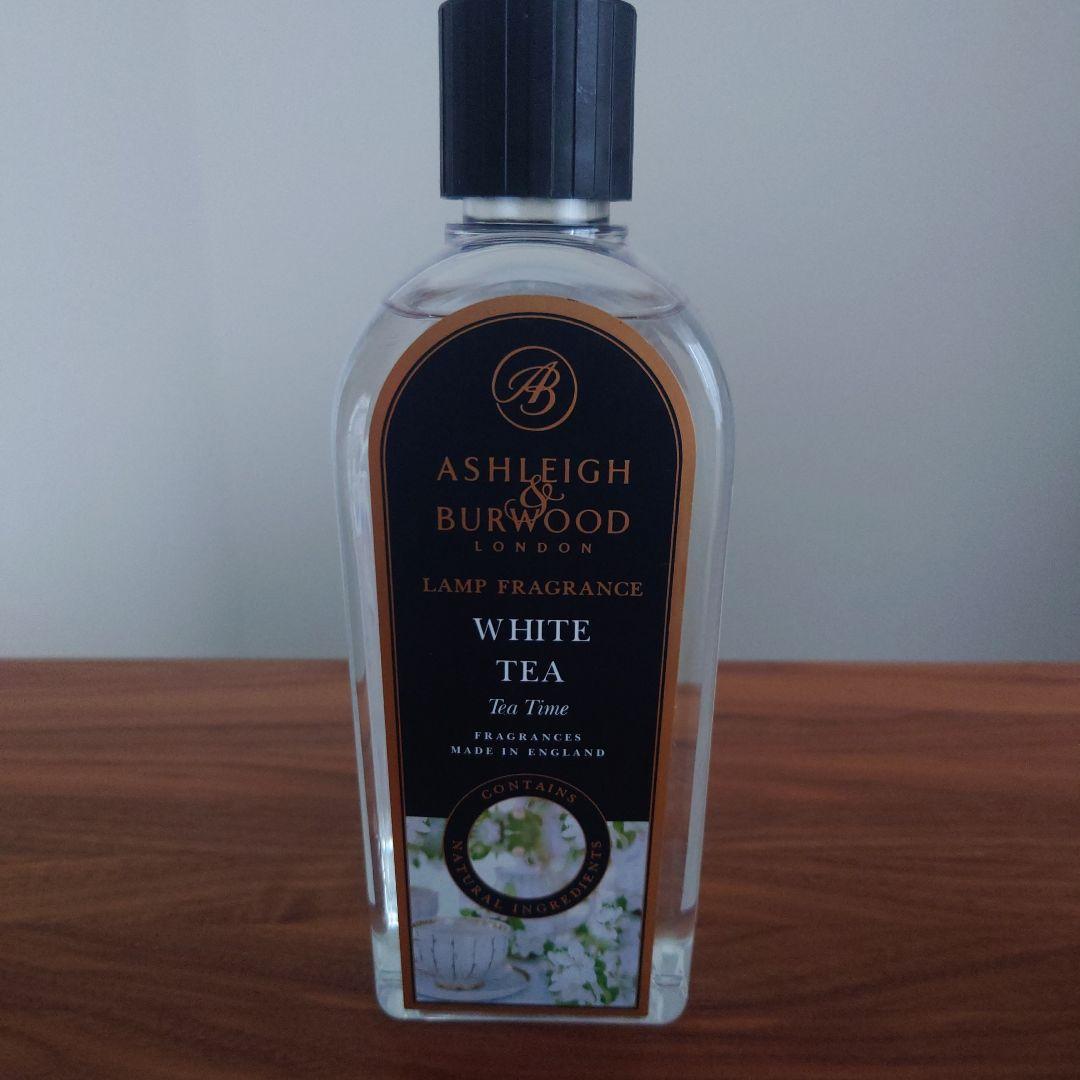 AB
ASHLEIGH
&
BURWOOD
LONDON
LAMP FRAGRANCE
WHITE
TEA
Tea Time
FRAGRANCES
MADE IN ENGLAND
CONTAINS
NATURAL INGREDIENTS